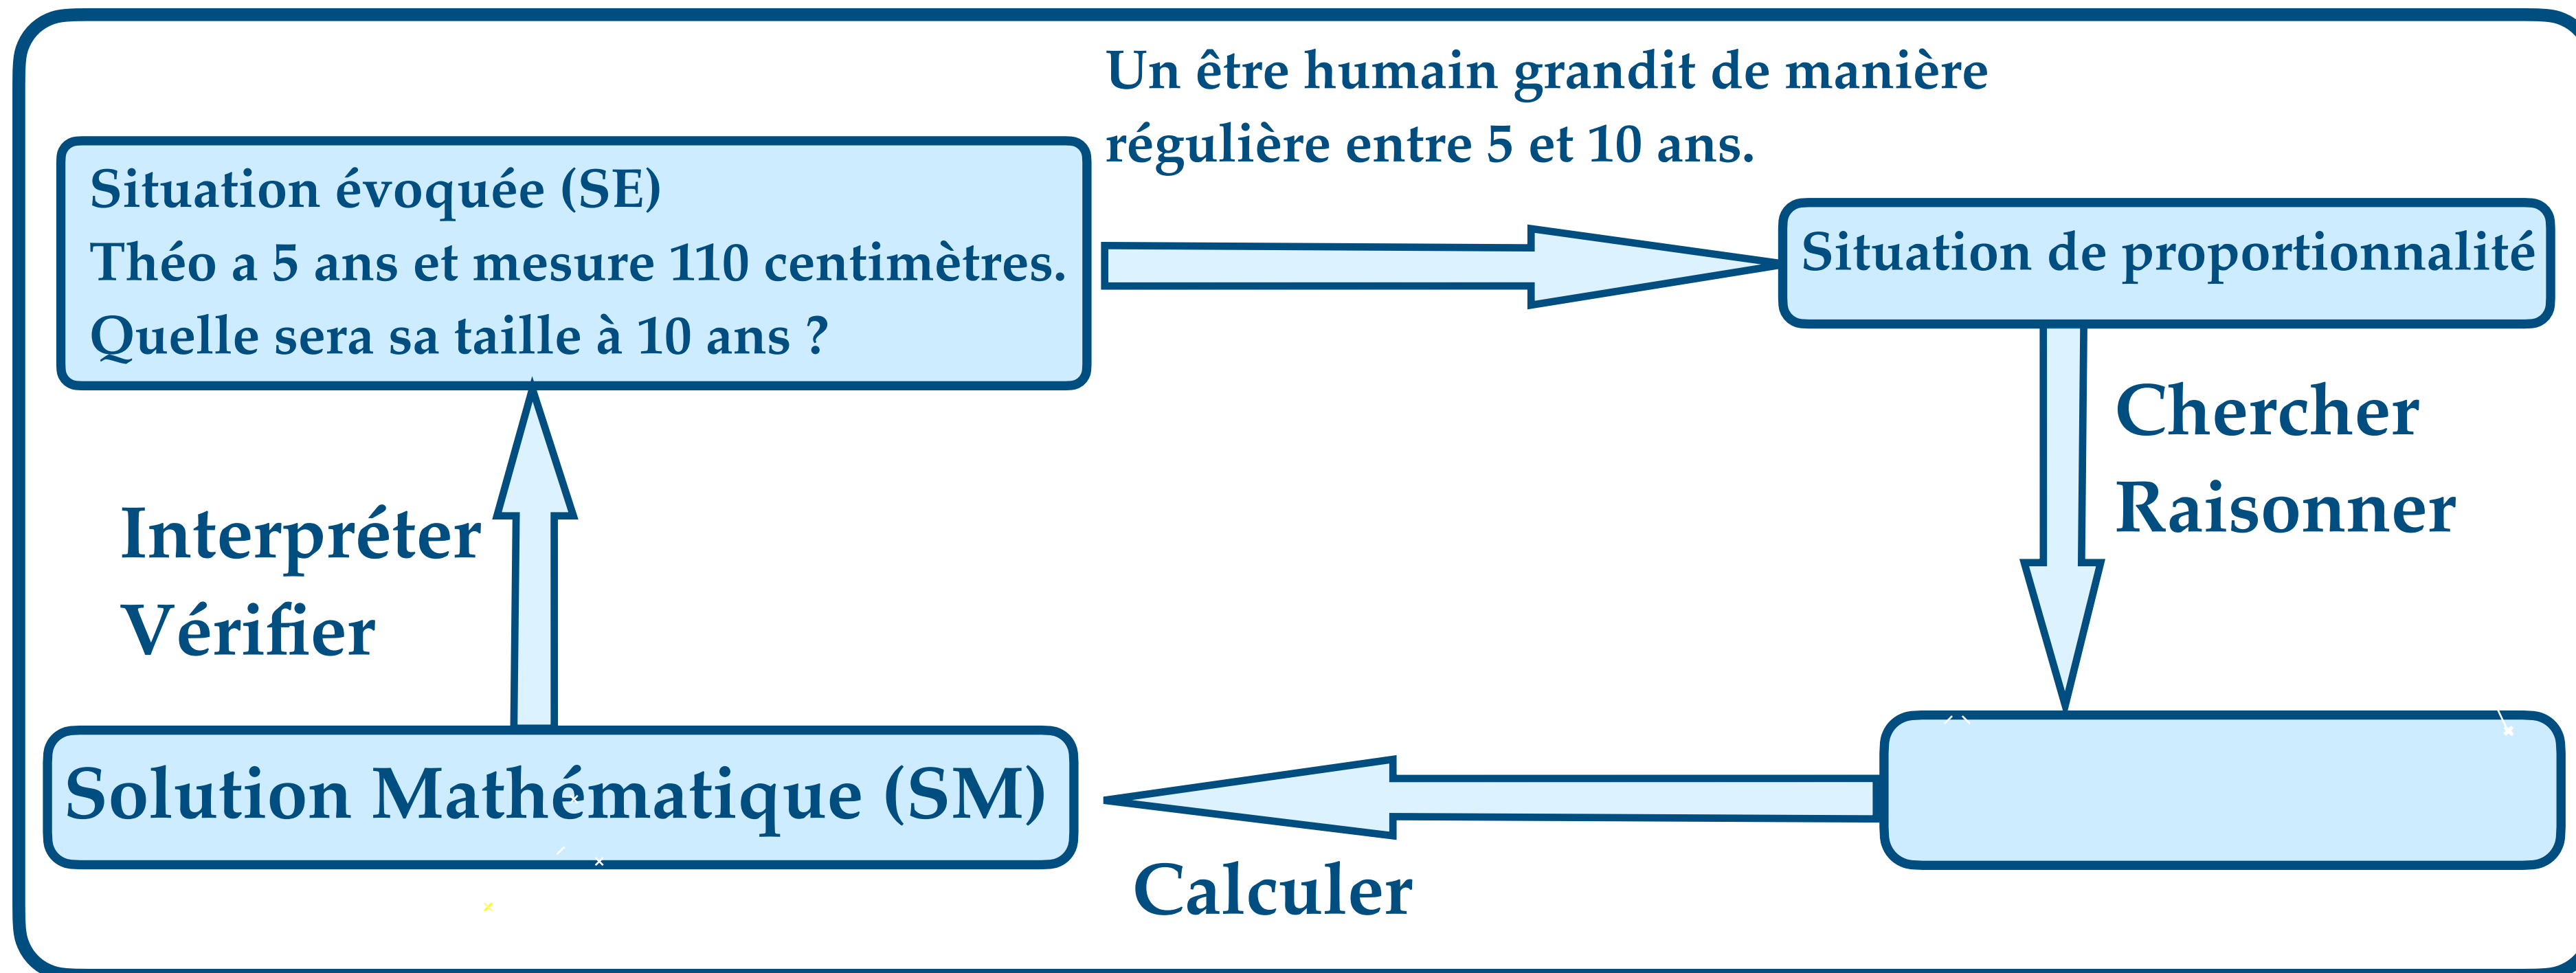 Un être humain grandit de manière
régulière entre 5 et 10 ans.
Situation évoquée (SE)
Théo a 5 ans et mesure 110 centimètres.
Quelle sera sa taille à 10 ans ?
Situation de proportionnalité
Chercher
Raisonner
Interpréter
Vérifier
Solution Mathématique (SM)
Calculer